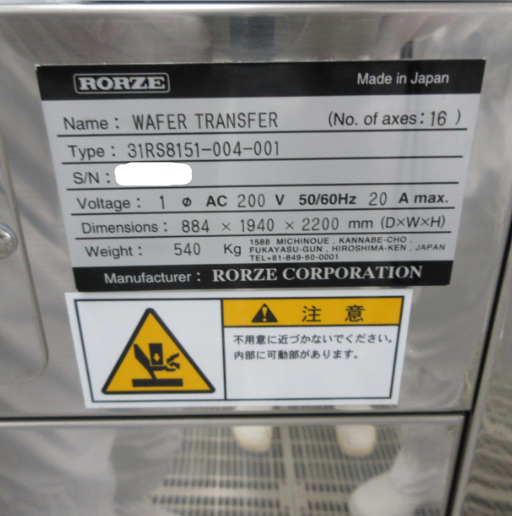 RORZE Made in Japan
Name : WAFER TRANSFER (No. of axes : 16 )
Type : 31RS8151-004-001
S/N :
Voltage : 1 ø AC 200 V 50/60Hz 20 A max.
Dimensions : 884 × 1940 × 2200 mm (D×W×H)
Weight : 540 Kg
1588 MICHINOUE , KANNABE-CHO ,
FUKAYASU-GUN , HIROSHIMA-KEN , JAPAN
TEL+81-849-60-0001
Manufacturer : RORZE CORPORATION
注 意
不用意に近づかないでください。
内部に可動部があります。